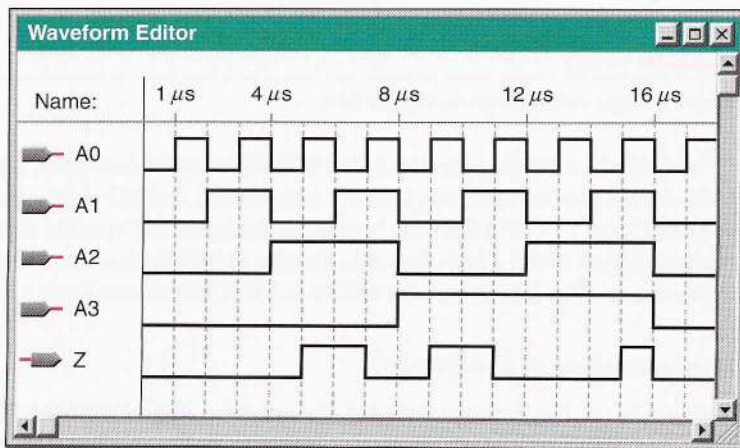 Waveform Editor
Name: 1 μs 4 μs 8 μs 12 μs 16 μs
A0
A1
A2
A3
Z